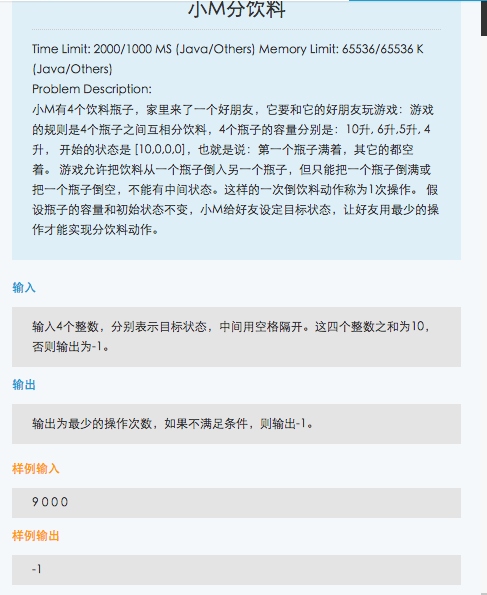 小M分饮料
Time Limit: 2000/1000 MS (Java/Others) Memory Limit: 65536/65536 K
(Java/Others)
Problem Description:
小M有4个饮料瓶子，家里来了一个好朋友，它要和它的好朋友玩游戏：游戏
的规则是4个瓶子之间互相分饮料，4个瓶子的容量分别是：10升, 6升,5升, 4
升， 开始的状态是 [10,0,0,0]，也就是说：第一个瓶子满着，其它的都空
着。 游戏允许把饮料从一个瓶子倒入另一个瓶子，但只能把一个瓶子倒满或
把一个瓶子倒空，不能有中间状态。这样的一次倒饮料动作称为1次操作。 假
设瓶子的容量和初始状态不变，小M给好友设定目标状态，让好友用最少的操
作才能实现分饮料动作。
输入
输入4个整数，分别表示目标状态，中间用空格隔开。这四个整数之和为10，
否则输出为-1。
输出
输出为最少的操作次数，如果不满足条件，则输出-1。
样例输入
9 0 0 0
样例输出
-1